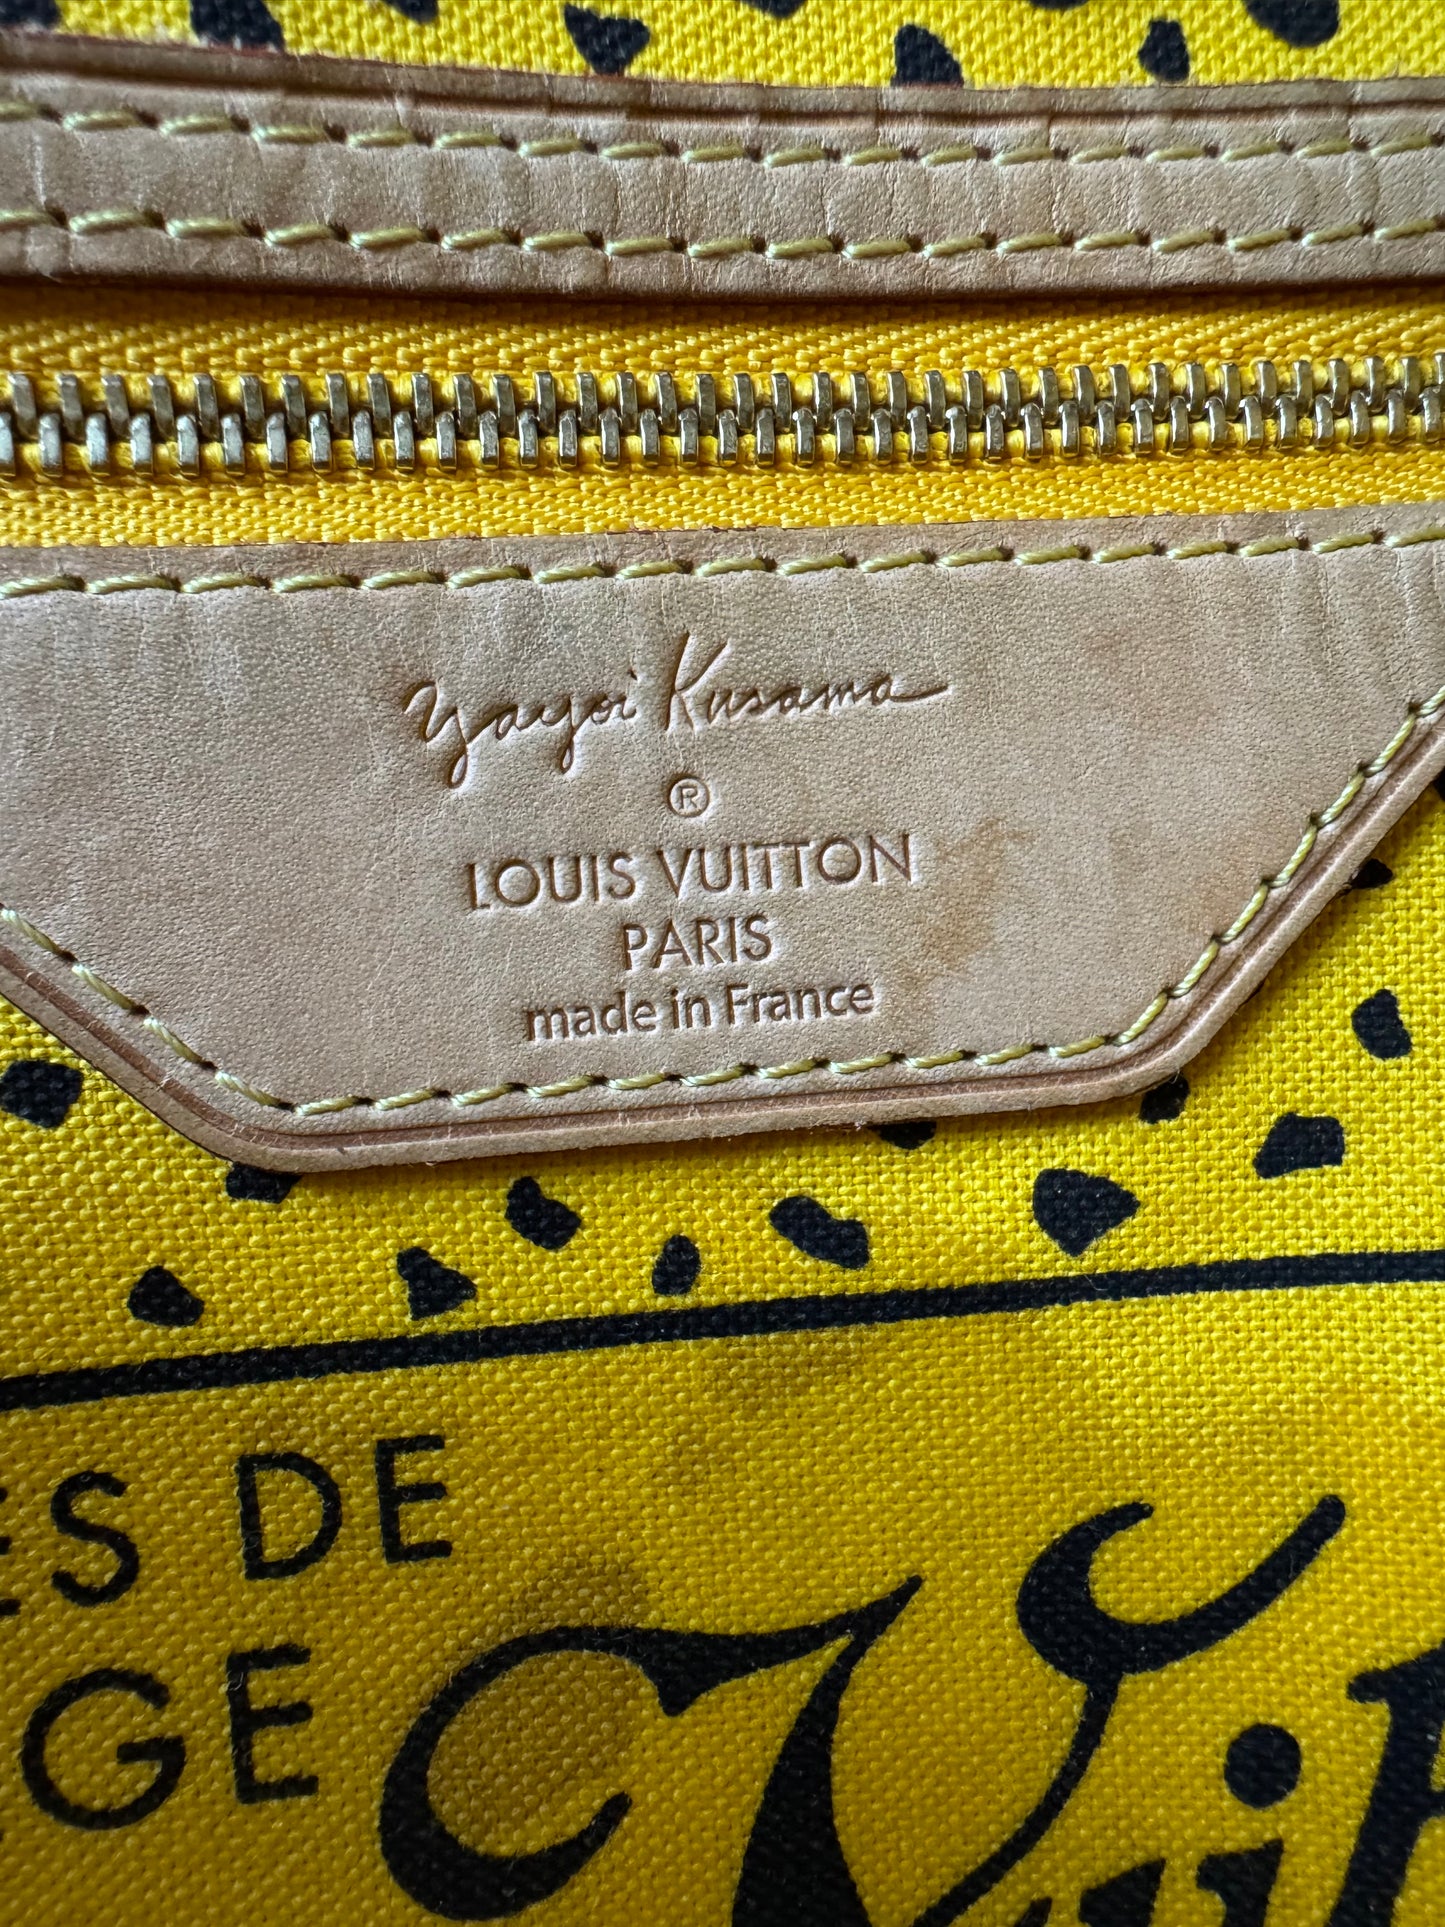 Yayoi Kusama
®
LOUIS VUITTON
PARIS
made in France
ES DE
GE